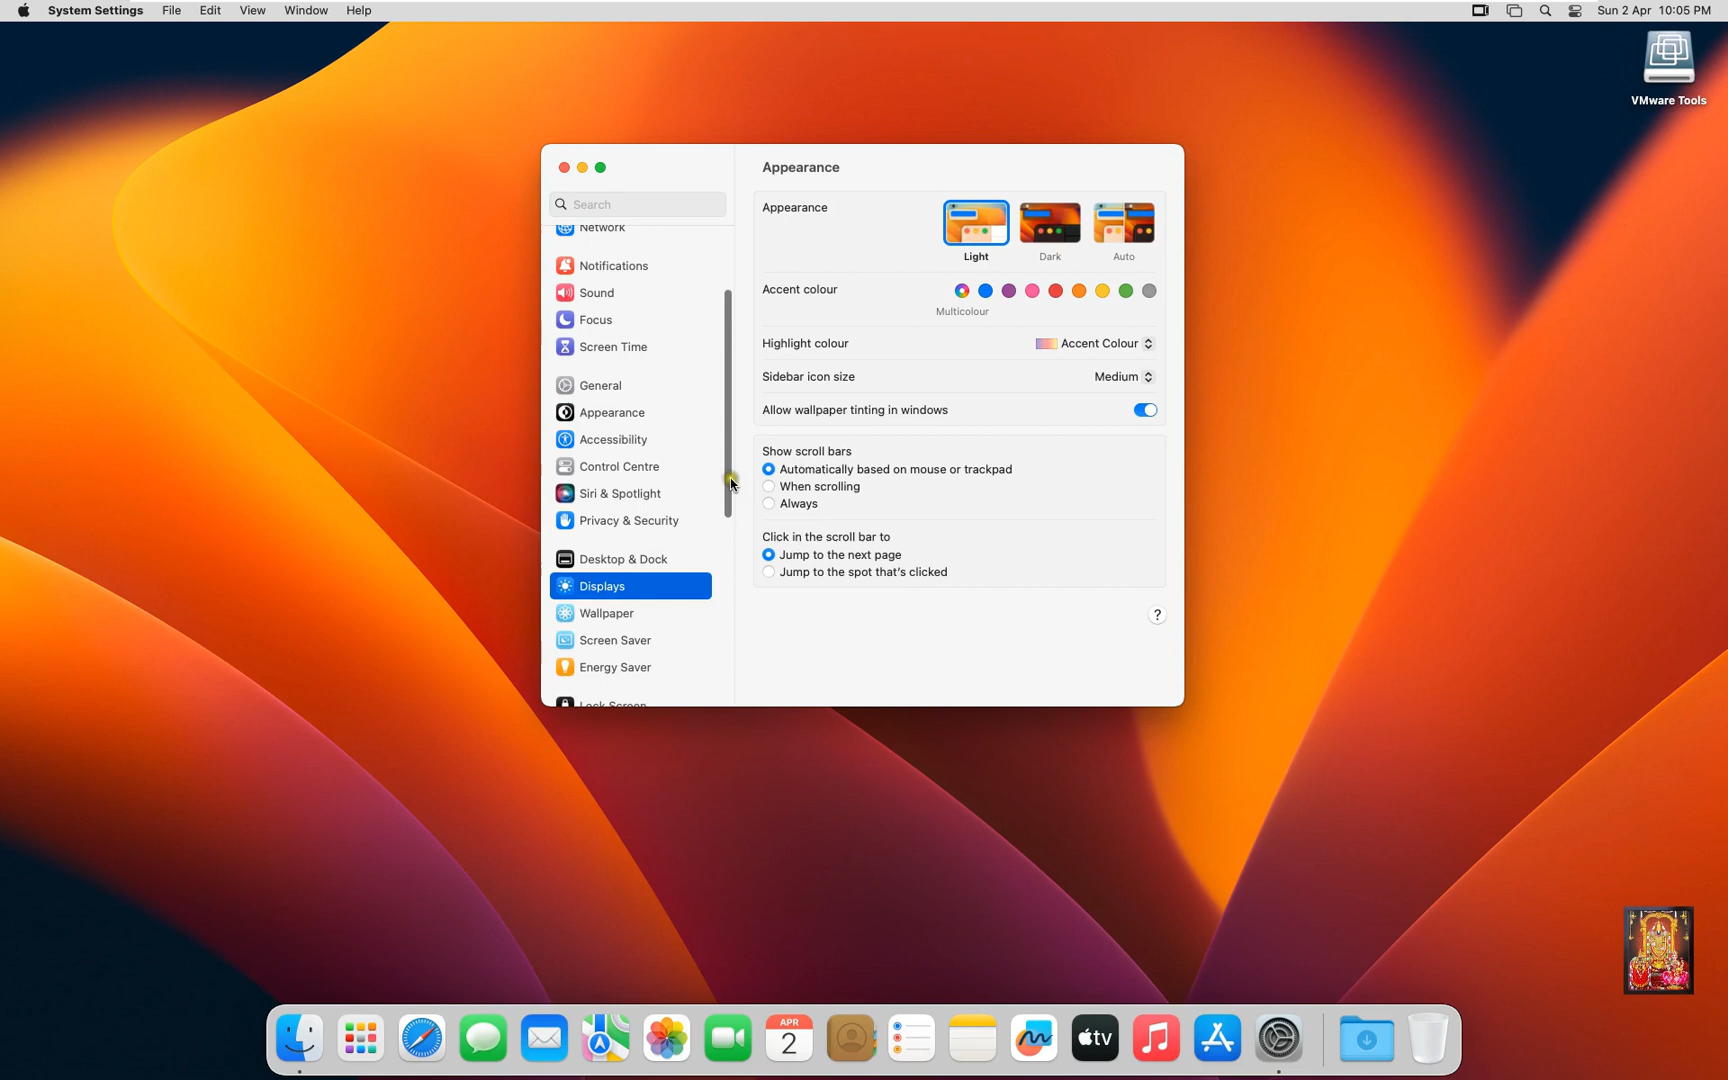 System Settings File Edit View Window Help Sun 2 Apr 10:05 PM
VMware Tools
Search
Network
Notifications
Sound
Focus
Screen Time
General
Appearance
Accessibility
Control Centre
Siri & Spotlight
Privacy & Security
Desktop & Dock
Displays
Wallpaper
Screen Saver
Energy Saver
Lock Screen
Appearance
Appearance
Light Dark Auto
Accent colour
Multicolour
Highlight colour Accent Colour
Sidebar icon size Medium
Allow wallpaper tinting in windows
Show scroll bars
Automatically based on mouse or trackpad
When scrolling
Always
Click in the scroll bar to
Jump to the next page
Jump to the spot that's clicked
?
APR
2
tv